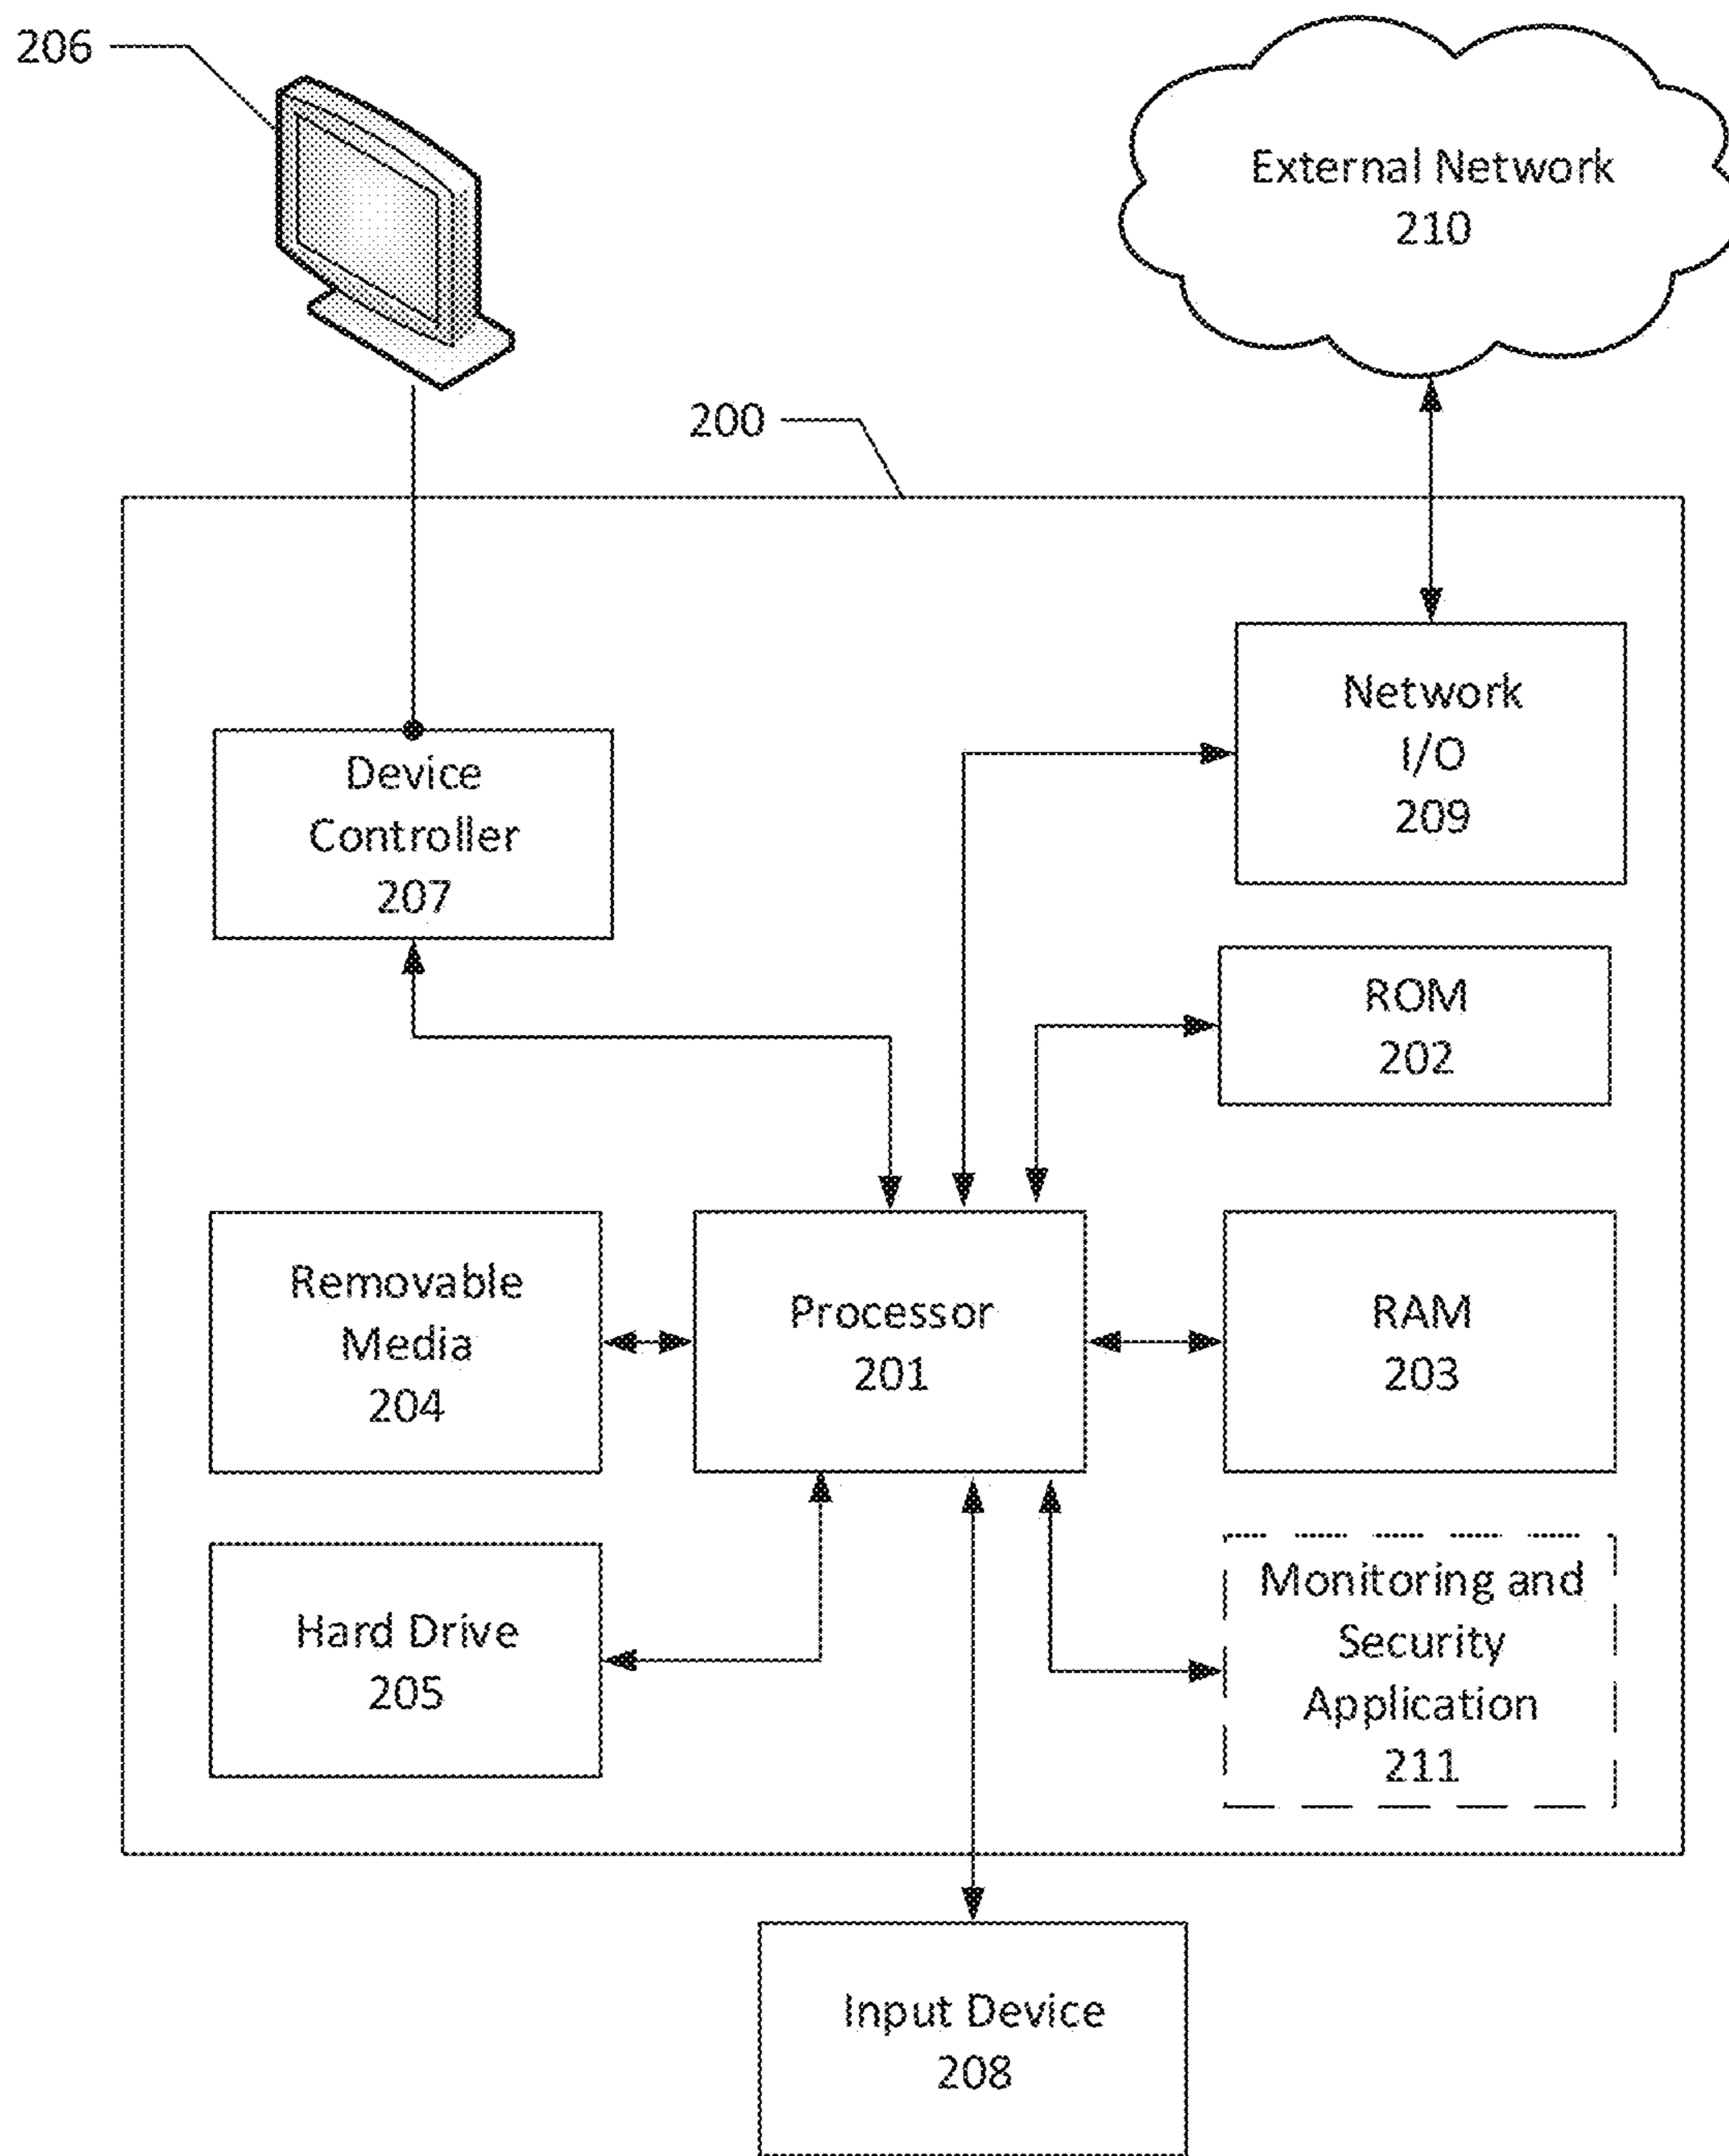 206
External Network
210
200
Network
I/O
209
Device
Controller
207
ROM
202
Removable
Media
204
Processor
201
RAM
203
Hard Drive
205
Monitoring and
Security
Application
211
Input Device
208